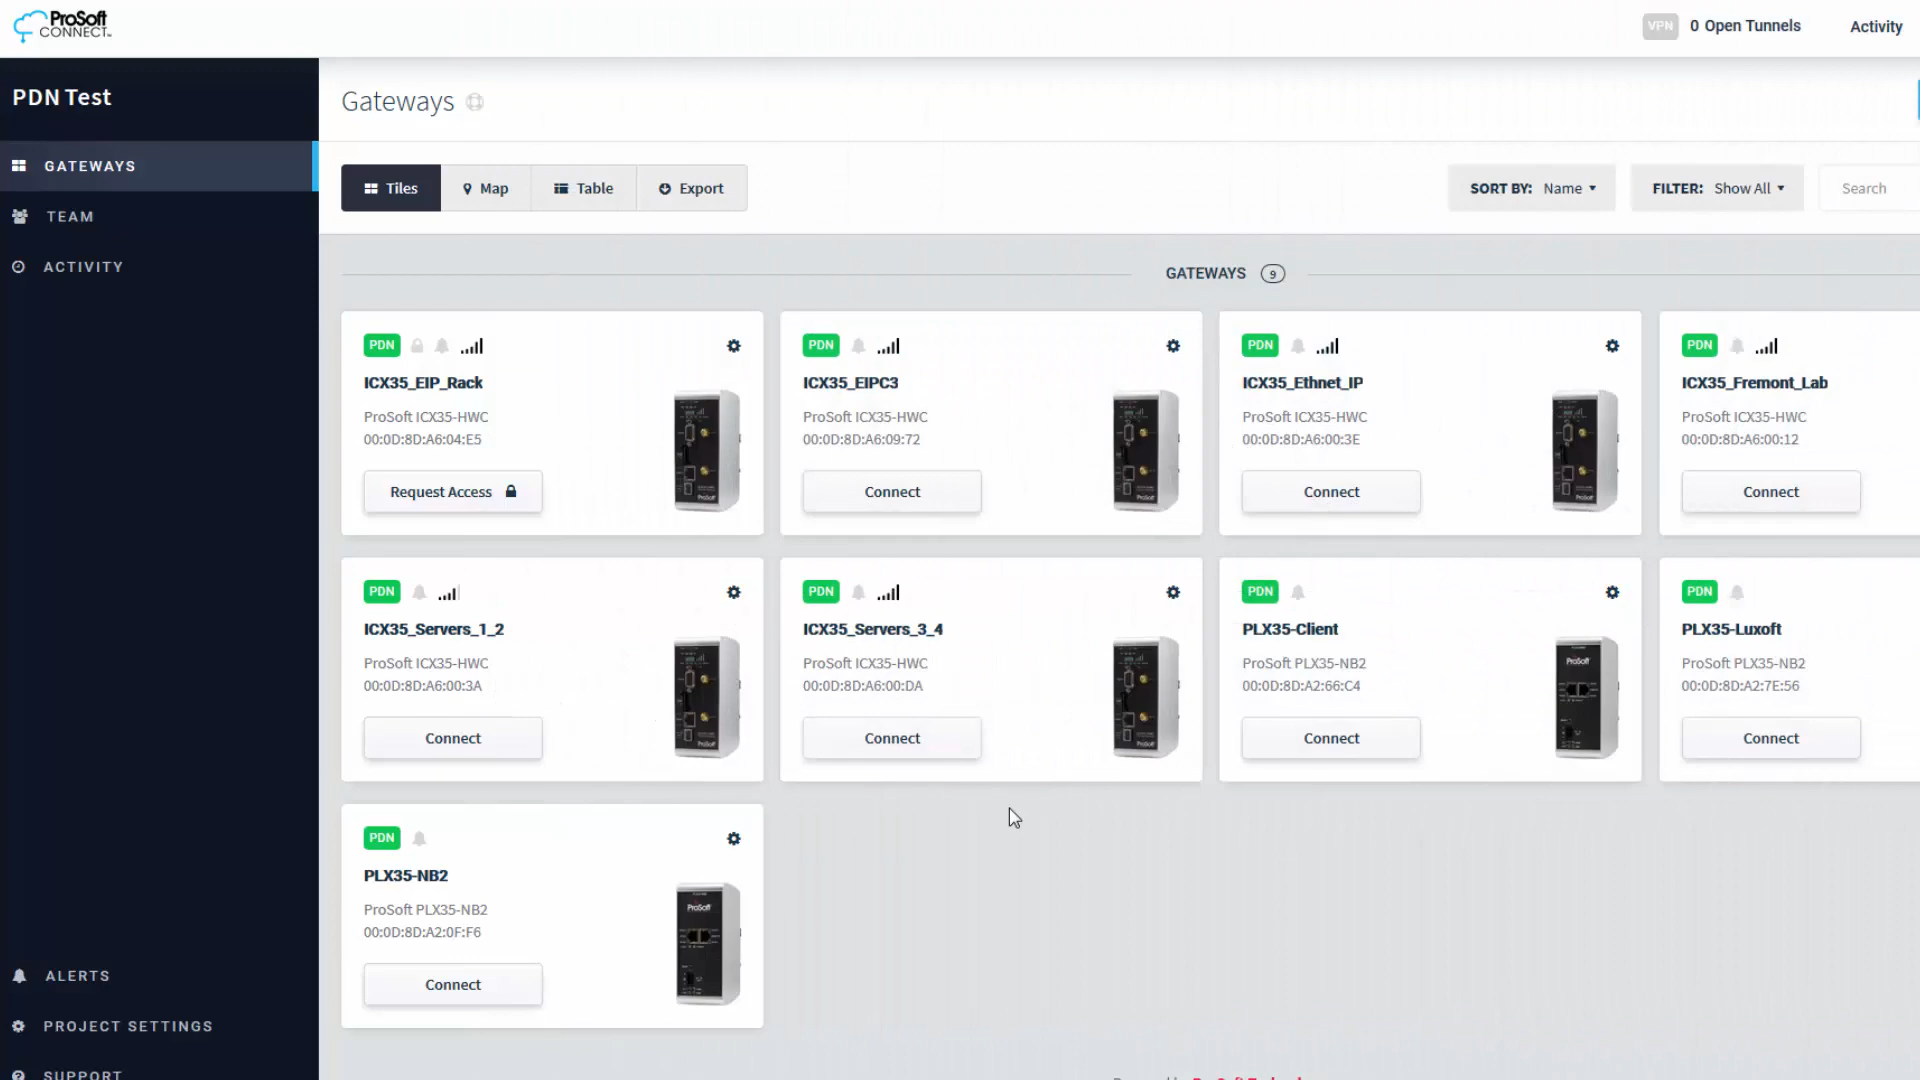 ProSoft
CONNECT
VPN 0 Open Tunnels Activity
PDN Test
GATEWAYS
TEAM
ACTIVITY
ALERTS
PROJECT SETTINGS
SUPPORT
Gateways
Tiles Map Table Export
SORT BY: Name FILTER: Show All Search
GATEWAYS 9
PDN
ICX35_EIP_Rack
ProSoft ICX35-HWC
00:0D:8D:A6:04:E5
Request Access
PDN
ICX35_EIPC3
ProSoft ICX35-HWC
00:0D:8D:A6:09:72
Connect
PDN
ICX35_Ethnet_IP
ProSoft ICX35-HWC
00:0D:8D:A6:00:3E
Connect
PDN
ICX35_Fremont_Lab
ProSoft ICX35-HWC
00:0D:8D:A6:00:12
Connect
PDN
ICX35_Servers_1_2
ProSoft ICX35-HWC
00:0D:8D:A6:00:3A
Connect
PDN
ICX35_Servers_3_4
ProSoft ICX35-HWC
00:0D:8D:A6:00:DA
Connect
PDN
PLX35-Client
ProSoft PLX35-NB2
00:0D:8D:A2:66:C4
Connect
ProSoft
PDN
PLX35-Luxoft
ProSoft PLX35-NB2
00:0D:8D:A2:7E:56
Connect
PDN
PLX35-NB2
ProSoft PLX35-NB2
00:0D:8D:A2:0F:F6
Connect
ProSoft